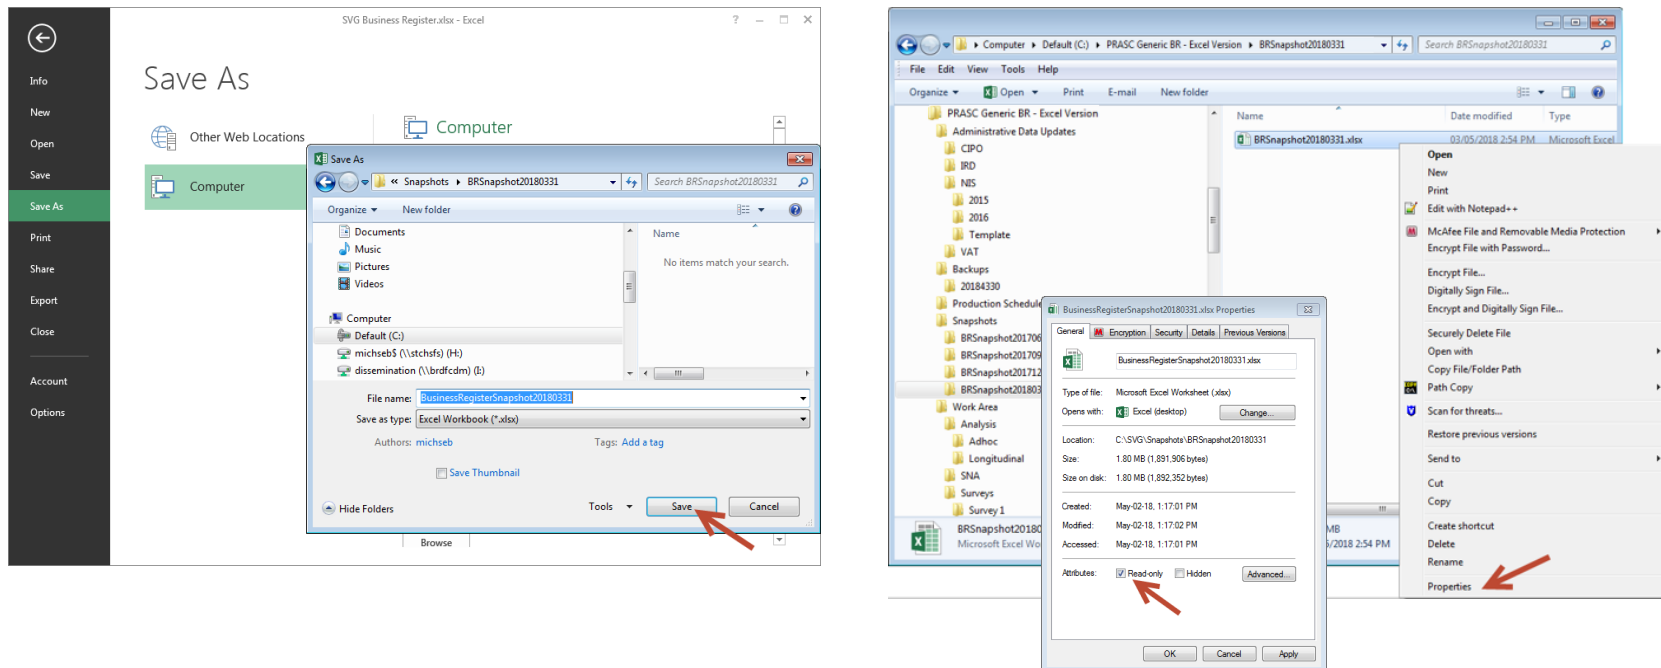 SVG Business Register.xlsx - Excel
?
Info
New
Open
Save
Save As
Print
Share
Export
Close
Account
Options
Save As
Other Web Locations
Computer
Computer
Save As
« Snapshots ▸ BRSnapshot20180331
Search BRSnapshot20180331
Organize
New folder
Documents
Music
Pictures
Videos
Computer
Default (C:)
michseb$ (\\stchsfs) (H:)
dissemination (\\brdfcdm) (I:)
Name
No items match your search.
File name: BusinessRegisterSnapshot20180331
Save as type: Excel Workbook (*.xlsx)
Authors: michseb
Tags: Add a tag
Save Thumbnail
Hide Folders
Tools
Save
Cancel
Browse
▸ Computer ▸ Default (C:) ▸ PRASC Generic BR - Excel Version ▸ BRSnapshot20180331
Search BRSnapshot20180331
File Edit View Tools Help
Organize Open Print E-mail New folder
PRASC Generic BR - Excel Version
Administrative Data Updates
CIPO
IRD
NIS
2015
2016
Template
VAT
Backups
20184330
Production Schedule
Snapshots
BRSnapshot201706
BRSnapshot201709
BRSnapshot201712
BRSnapshot201803
Work Area
Analysis
Adhoc
Longitudinal
SNA
Surveys
Survey 1
Name Date modified Type
BRSnapshot20180331.xlsx 03/05/2018 2:54 PM Microsoft Excel
BRSnapshot20180
Microsoft Excel Wo
MB
5/2018 2:54 PM
Open
New
Print
Edit with Notepad++
McAfee File and Removable Media Protection
Encrypt File with Password...
Encrypt File...
Digitally Sign File...
Encrypt and Digitally Sign File...
Securely Delete File
Open with
Copy File/Folder Path
Path Copy
Scan for threats...
Restore previous versions
Send to
Cut
Copy
Create shortcut
Delete
Rename
Properties
BusinessRegisterSnapshot20180331.xlsx Properties
General Encryption Security Details Previous Versions
BusinessRegisterSnapshot20180331.xlsx
Type of file: Microsoft Excel Worksheet (.xlsx)
Opens with: Excel (desktop) Change...
Location: C:\SVG\Snapshots\BRSnapshot20180331
Size: 1.80 MB (1,891,906 bytes)
Size on disk: 1.80 MB (1,892,352 bytes)
Created: May-02-18, 1:17:01 PM
Modified: May-02-18, 1:17:02 PM
Accessed: May-02-18, 1:17:01 PM
Attributes: Read-only Hidden Advanced...
OK Cancel Apply